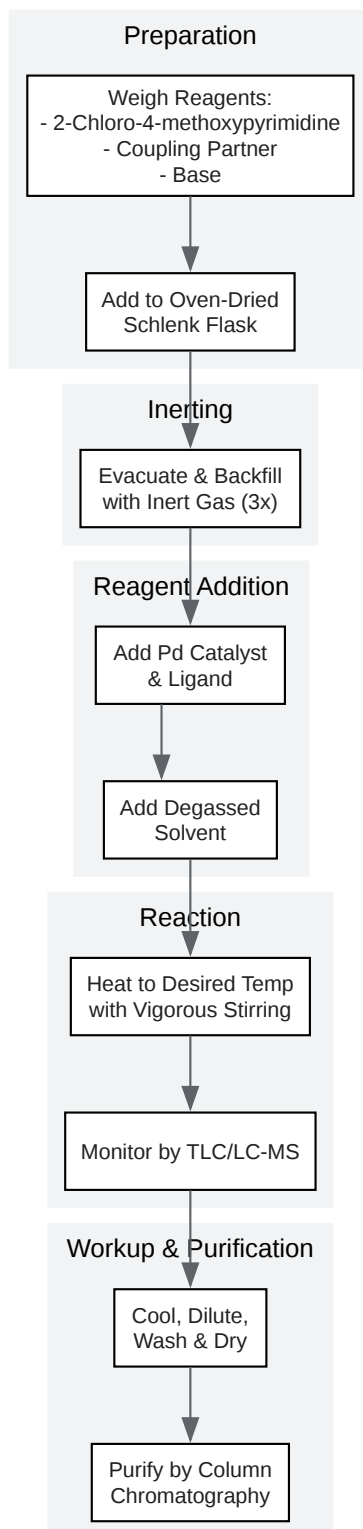 Preparation
Weigh Reagents:
- 2-Chloro-4-methoxypyrimidine
- Coupling Partner
- Base
Add to Oven-Dried
Schlenk Flask
Inerting
Evacuate & Backfill
with Inert Gas (3x)
Reagent Addition
Add Pd Catalyst
& Ligand
Add Degassed
Solvent
Reaction
Heat to Desired Temp
with Vigorous Stirring
Monitor by TLC/LC-MS
Workup & Purification
Cool, Dilute,
Wash & Dry
Purify by Column
Chromatography